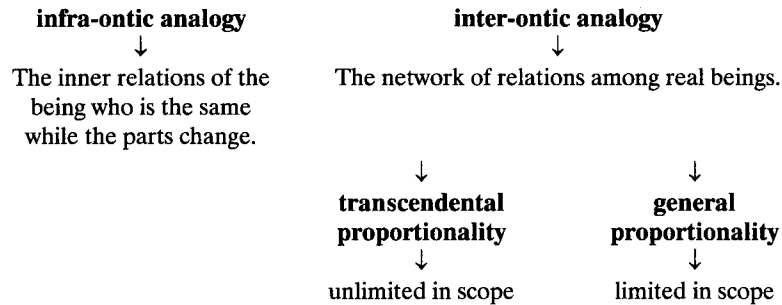 infra-ontic analogy
↓
The inner relations of the
being who is the same
while the parts change.
inter-ontic analogy
↓
The network of relations among real beings.
↓
transcendental
proportionality
↓
unlimited in scope
↓
general
proportionality
↓
limited in scope